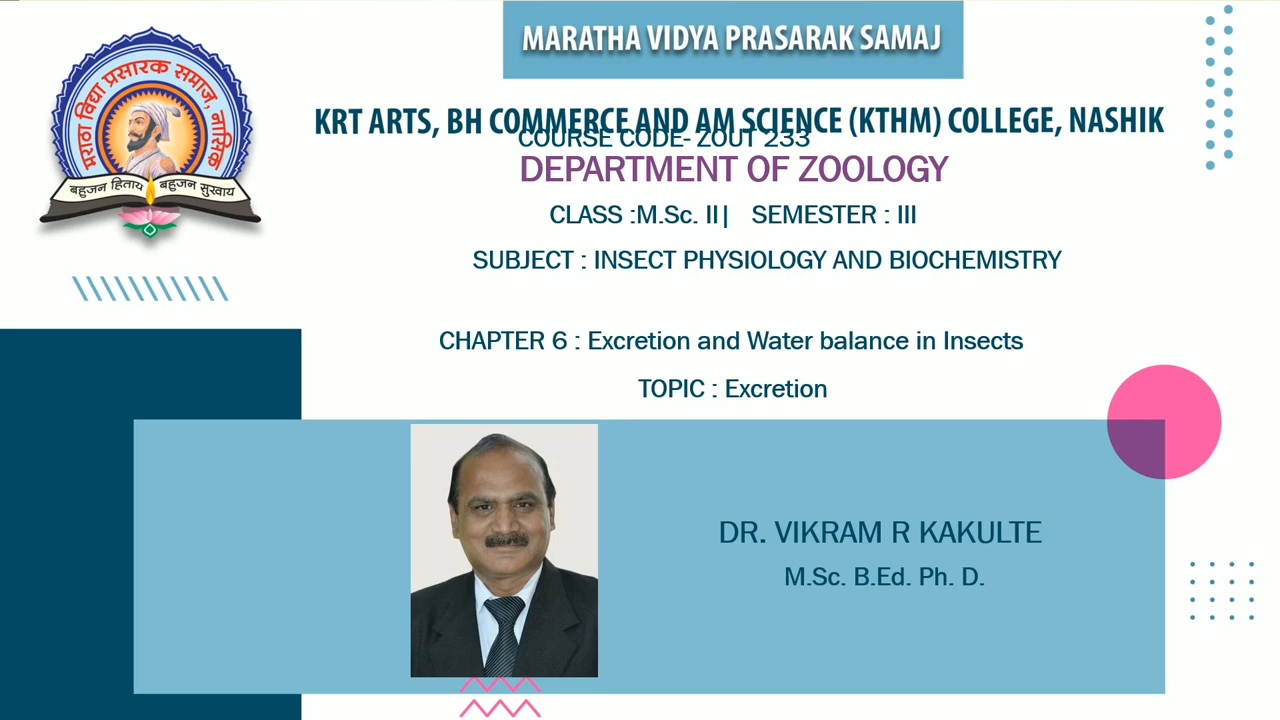 MARATHA VIDYA PRASARAK SAMAJ
मराठा विद्या प्रसारक समाज, नाशिक
बहुजन हिताय बहुजन सुखाय
KRT ARTS, BH COMMERCE AND AM SCIENCE (KTHM) COLLEGE, NASHIK
COURSE CODE- ZOUT 233
DEPARTMENT OF ZOOLOGY
CLASS :M.Sc. II| SEMESTER : III
SUBJECT : INSECT PHYSIOLOGY AND BIOCHEMISTRY
CHAPTER 6 : Excretion and Water balance in Insects
TOPIC : Excretion
DR. VIKRAM R KAKULTE
M.Sc. B.Ed. Ph. D.